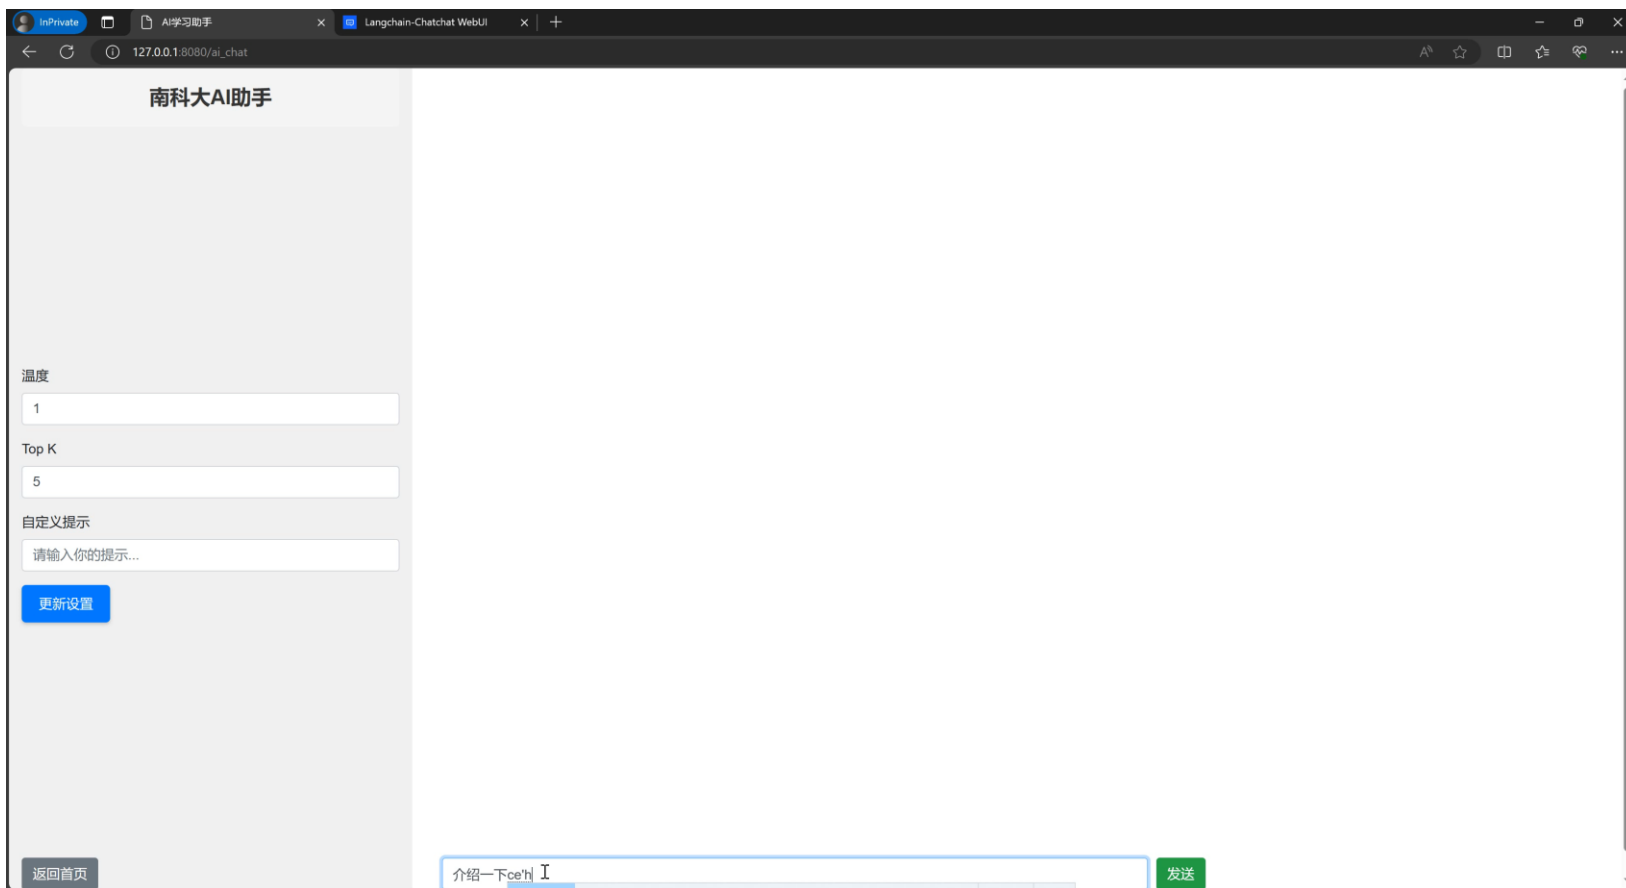 InPrivate AI学习助手 Langchain-Chatchat WebUI
127.0.0.1:8080/ai_chat
南科大AI助手
温度
1
Top K
5
自定义提示
请输入你的提示...
更新设置
返回首页
介绍一下ce'h
发送